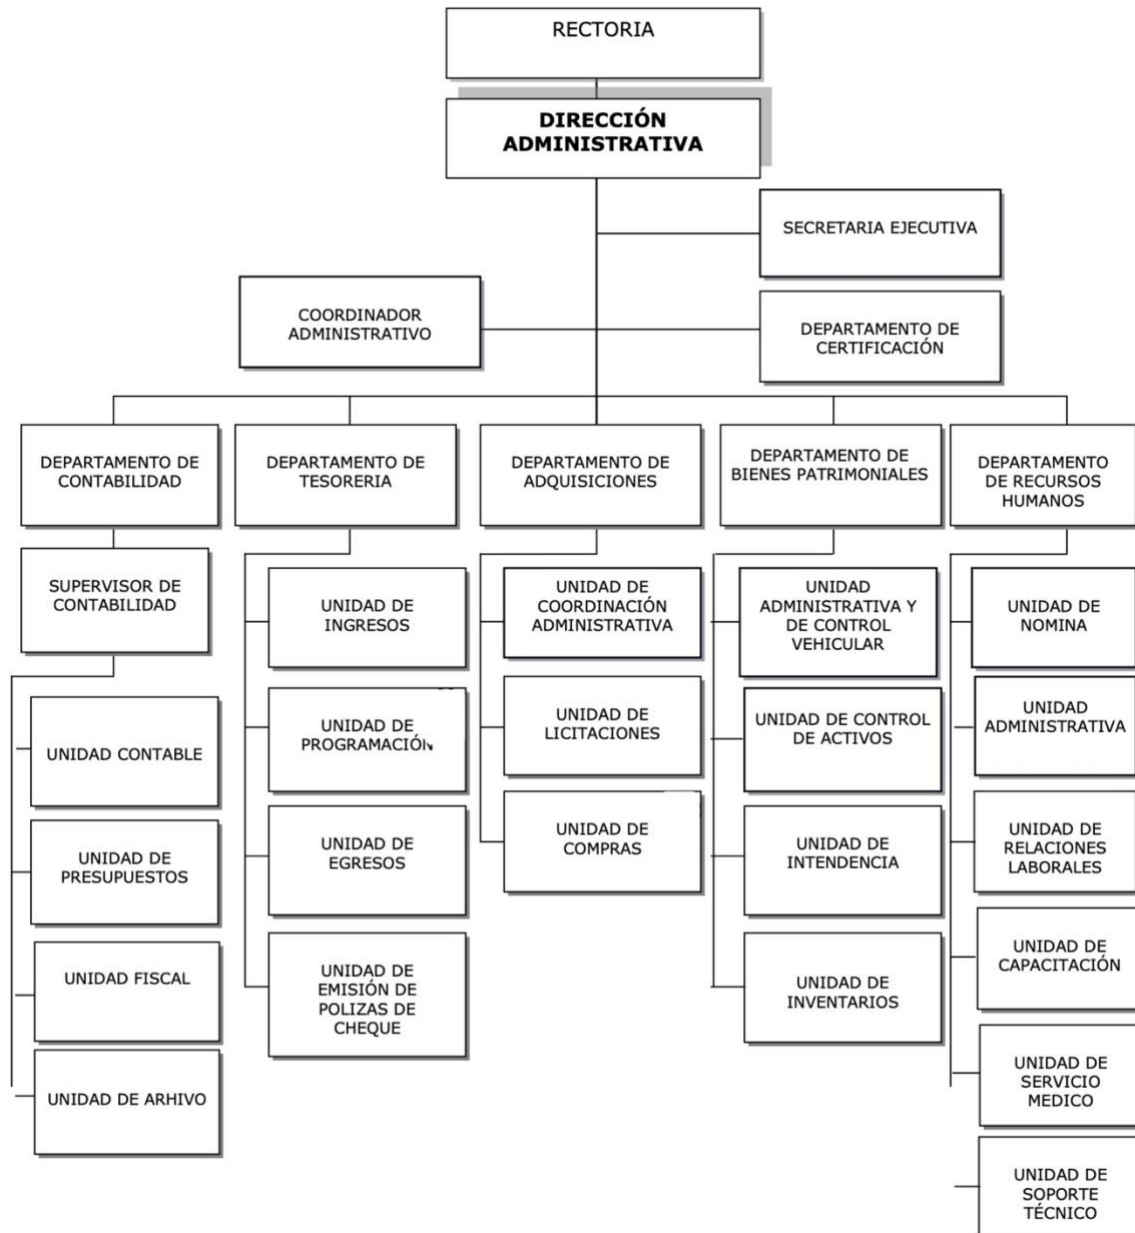 RECTORIA
DIRECCIÓN
ADMINISTRATIVA
SECRETARIA EJECUTIVA
COORDINADOR
ADMINISTRATIVO
DEPARTAMENTO DE
CERTIFICACIÓN
DEPARTAMENTO DE
CONTABILIDAD
DEPARTAMENTO DE
TESORERIA
DEPARTAMENTO DE
ADQUISICIONES
DEPARTAMENTO DE
BIENES PATRIMONIALES
DEPARTAMENTO
DE RECURSOS
HUMANOS
SUPERVISOR DE
CONTABILIDAD
UNIDAD CONTABLE
UNIDAD DE
PRESUPUESTOS
UNIDAD FISCAL
UNIDAD DE ARHIVO
UNIDAD DE
INGRESOS
UNIDAD DE
PROGRAMACIÓN
UNIDAD DE
EGRESOS
UNIDAD DE
EMISIÓN DE
POLIZAS DE
CHEQUE
UNIDAD DE
COORDINACIÓN
ADMINISTRATIVA
UNIDAD DE
LICITACIONES
UNIDAD DE
COMPRAS
UNIDAD
ADMINISTRATIVA Y
DE CONTROL
VEHICULAR
UNIDAD DE CONTROL
DE ACTIVOS
UNIDAD DE
INTENDENCIA
UNIDAD DE
INVENTARIOS
UNIDAD DE
NOMINA
UNIDAD
ADMINISTRATIVA
UNIDAD DE
RELACIONES
LABORALES
UNIDAD DE
CAPACITACIÓN
UNIDAD DE
SERVICIO
MEDICO
UNIDAD DE
SOPORTE
TÉCNICO